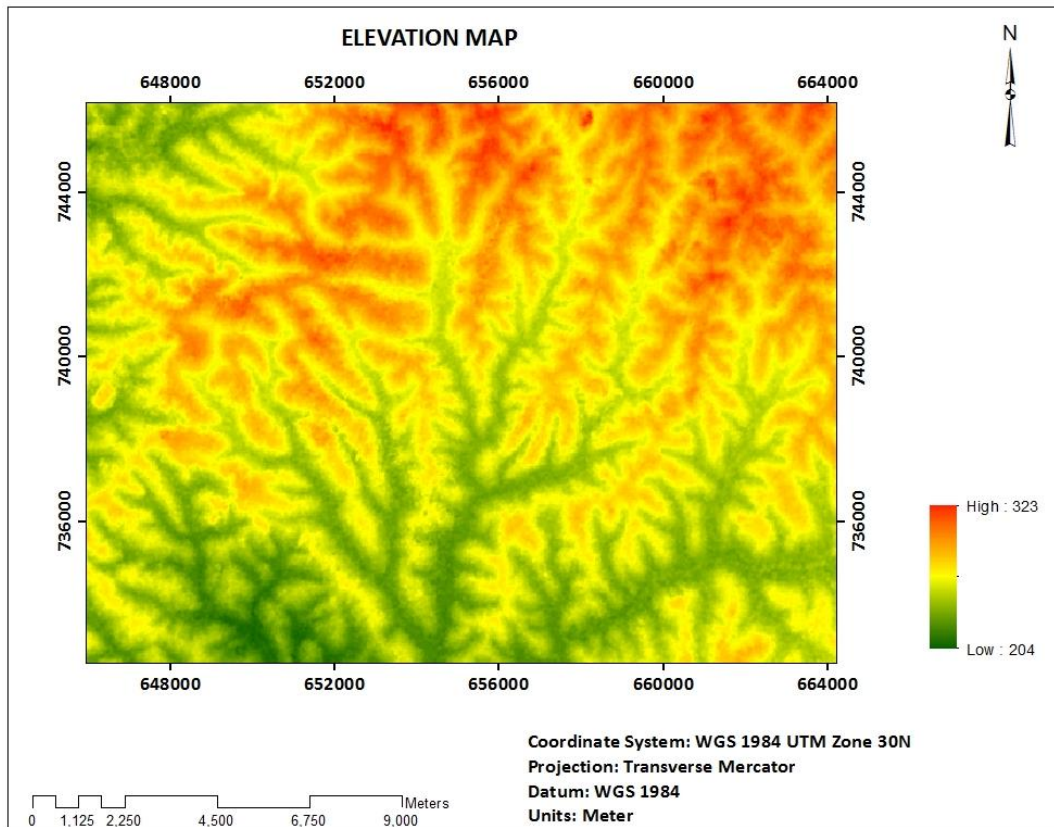 ELEVATION MAP
N
648000 652000 656000 660000 664000
744000 744000
740000 740000
736000 736000
High : 323
Low : 204
648000 652000 656000 660000 664000
Coordinate System: WGS 1984 UTM Zone 30N
Projection: Transverse Mercator
Datum: WGS 1984
Units: Meter
Meters
0 1,125 2,250 4,500 6,750 9,000